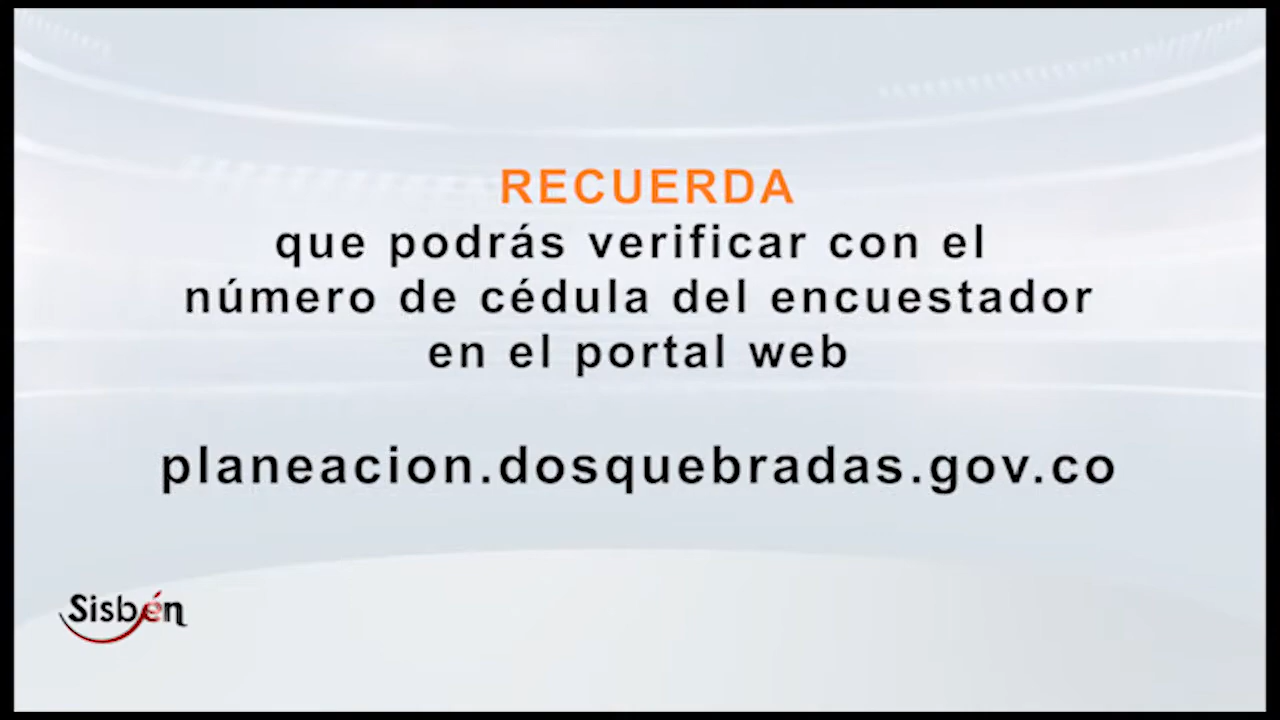 RECUERDA
que podrás verificar con el
número de cédula del encuestador
en el portal web
planeacion.dosquebradas.gov.co
Sisbén